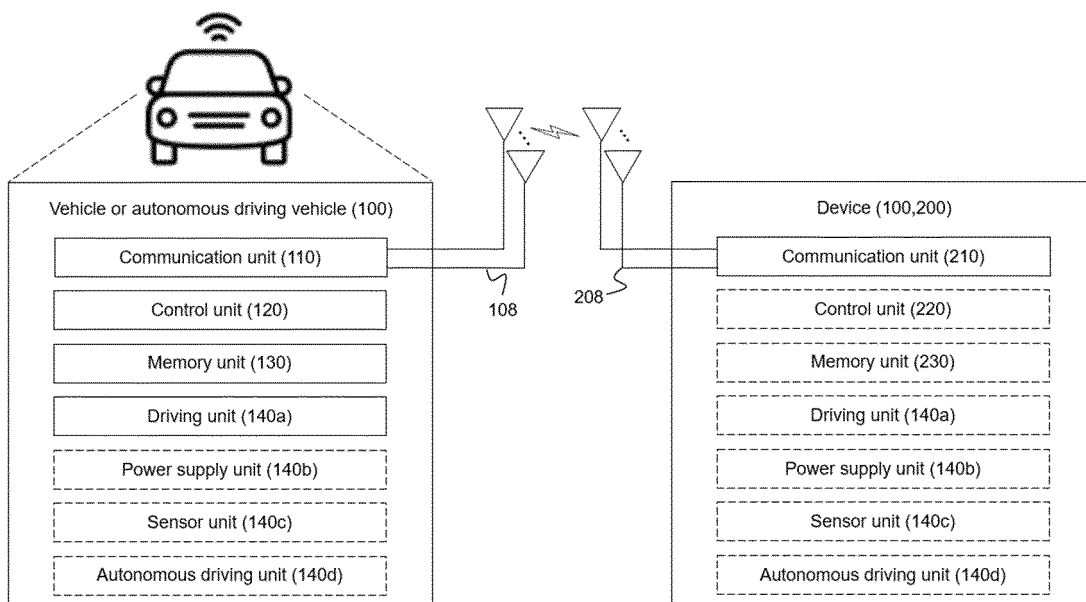 Vehicle or autonomous driving vehicle (100)
Communication unit (110)
Control unit (120)
Memory unit (130)
Driving unit (140a)
Power supply unit (140b)
Sensor unit (140c)
Autonomous driving unit (140d)
108
208
Device (100,200)
Communication unit (210)
Control unit (220)
Memory unit (230)
Driving unit (140a)
Power supply unit (140b)
Sensor unit (140c)
Autonomous driving unit (140d)